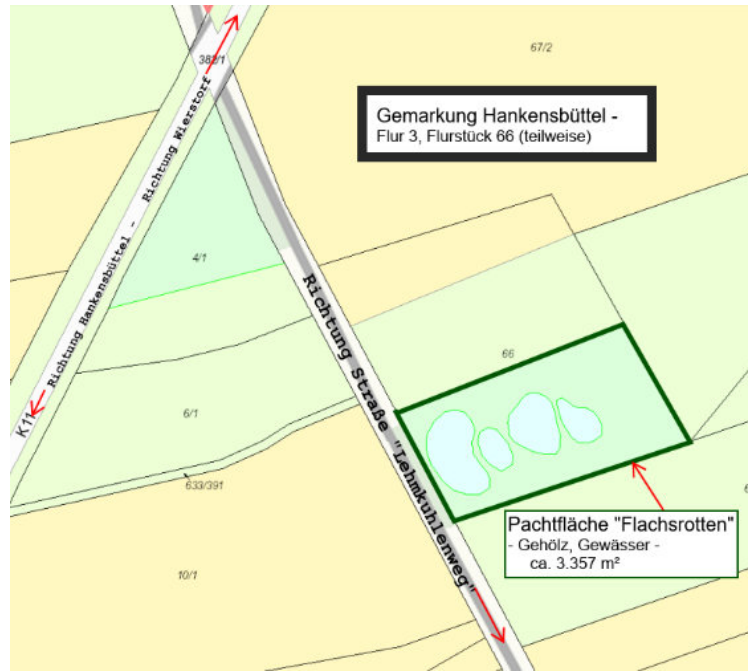 67/2
382/1
Gemarkung Hankensbüttel -
Flur 3, Flurstück 66 (teilweise)
Richtung Hankensbüttel - Richtung Wierstorf
4/1
Richtung Straße "Lehmkuhlenweg"
66
6/1
K11
633/391
Pachtfläche "Flachsrotten"
- Gehölz, Gewässer -
ca. 3.357 m²
10/1